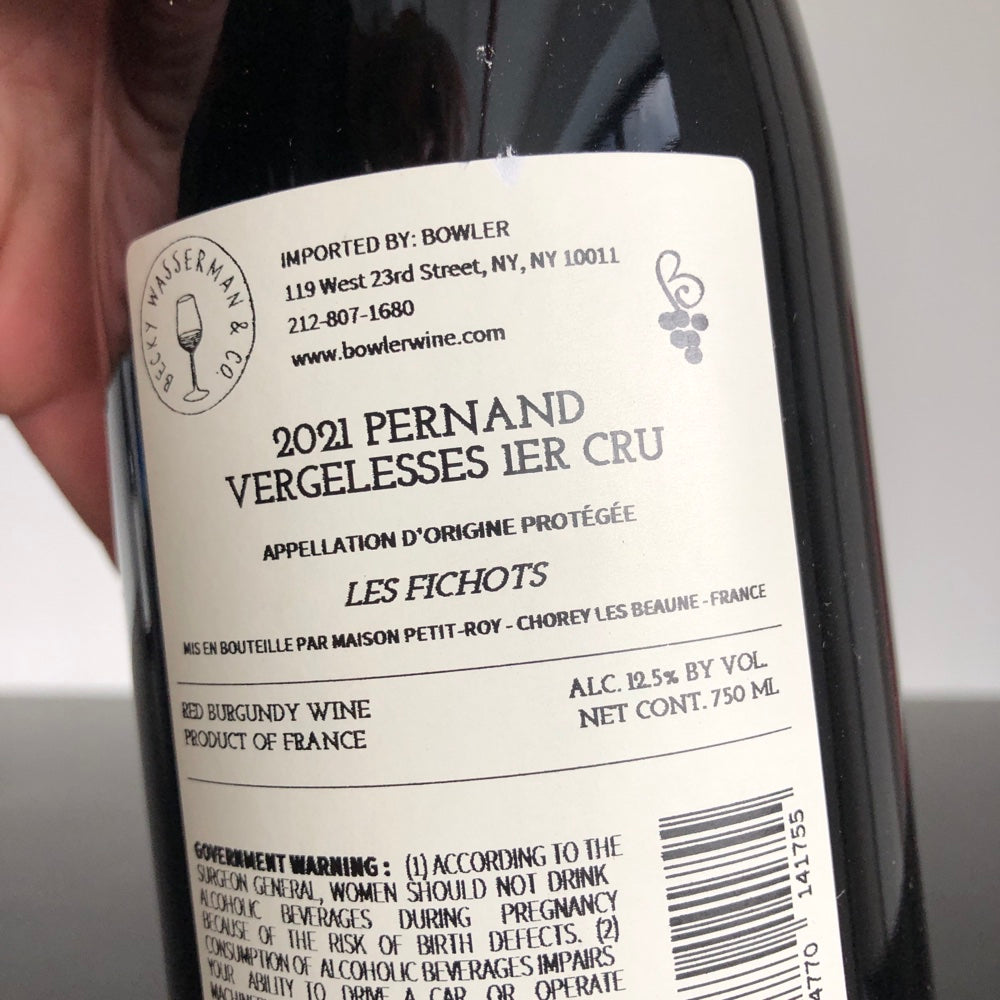 BECKY WASSERMAN & CO.
IMPORTED BY: BOWLER
119 West 23rd Street, NY, NY 10011
212-807-1680
www.bowlerwine.com
B
2021 PERNAND
VERGELESSES 1ER CRU
APPELLATION D'ORIGINE PROTÉGÉE
LES FICHOTS
MIS EN BOUTEILLE PAR MAISON PETIT-ROY - CHOREY LES BEAUNE - FRANCE
RED BURGUNDY WINE
PRODUCT OF FRANCE
ALC. 12.5% BY VOL.
NET CONT. 750 ML
GOVERNMENT WARNING: (1) ACCORDING TO THE
SURGEON GENERAL, WOMEN SHOULD NOT DRINK
ALCOHOLIC BEVERAGES DURING PREGNANCY
BECAUSE OF THE RISK OF BIRTH DEFECTS. (2)
CONSUMPTION OF ALCOHOLIC BEVERAGES IMPAIRS
YOUR ABILITY TO DRIVE A CAR OR OPERATE
4770 141755